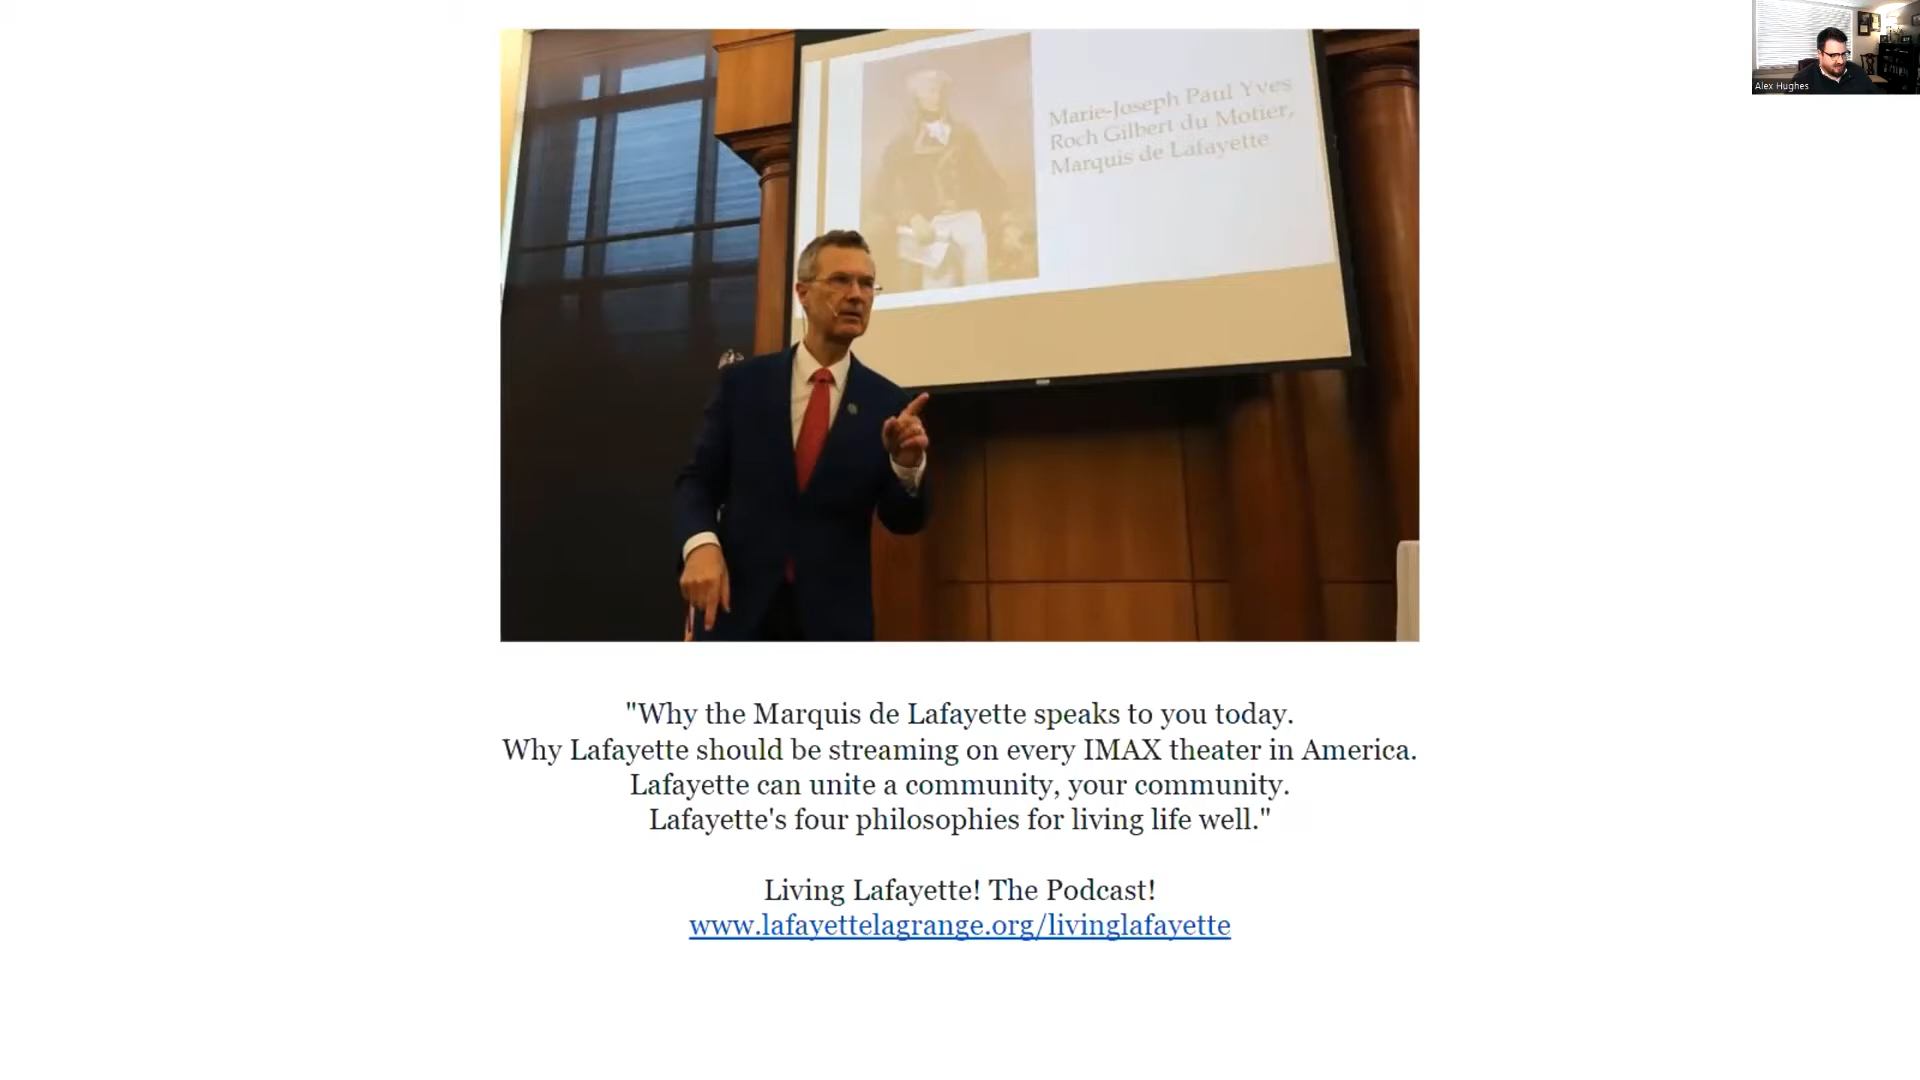 Marie-Joseph Paul Yves
Roch Gilbert du Motier,
Marquis de Lafayette
Alex Hughes
"Why the Marquis de Lafayette speaks to you today.
Why Lafayette should be streaming on every IMAX theater in America.
Lafayette can unite a community, your community.
Lafayette's four philosophies for living life well."
Living Lafayette! The Podcast!
www.lafayettelagrange.org/livinglafayette